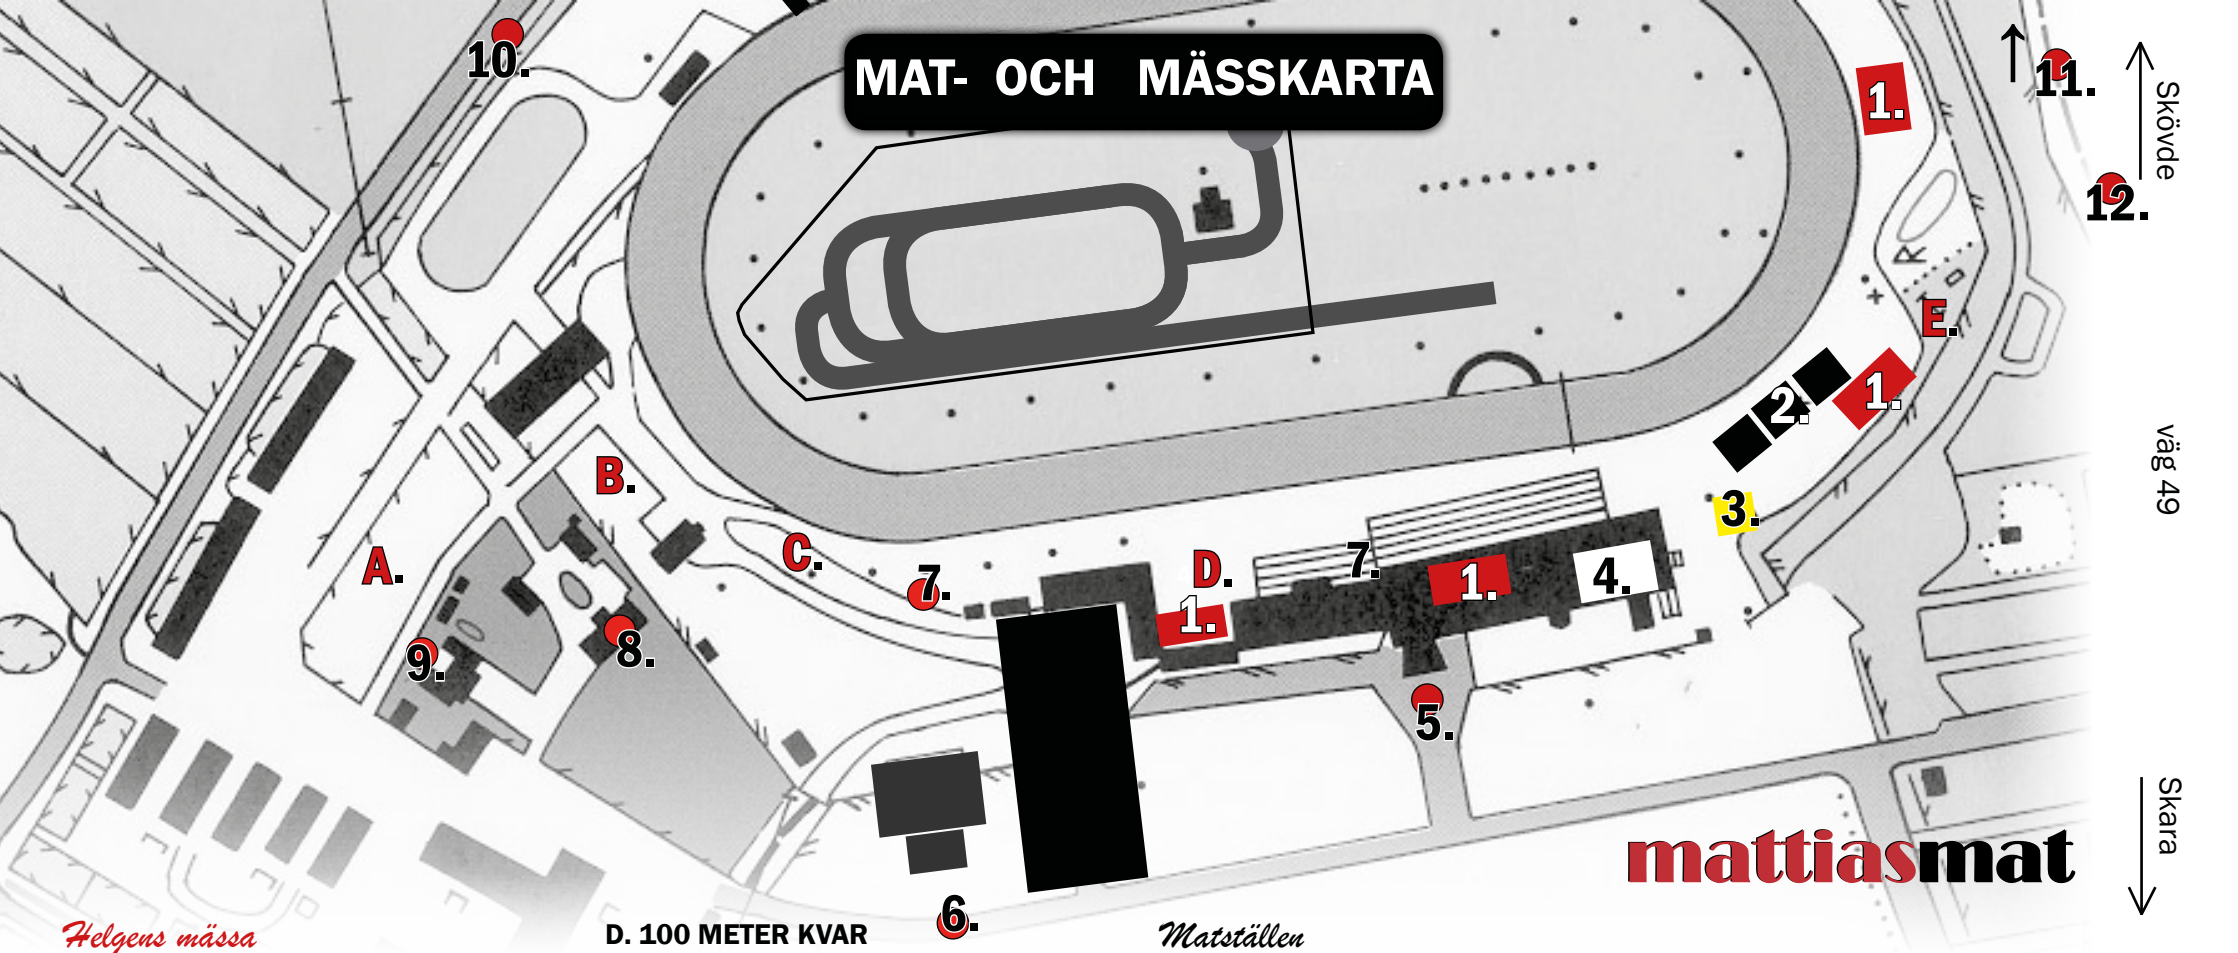 MAT- OCH MÄSSKARTA
10.
1.
11.
Skövde
12.
R
E.
1.
2.
väg 49
B.
3.
A.
C.
7.
D.
7.
1.
4.
1.
9.
8.
5.
Skara
mattiasmat
6.
Helgens mässa
D. 100 METER KVAR
Matställen